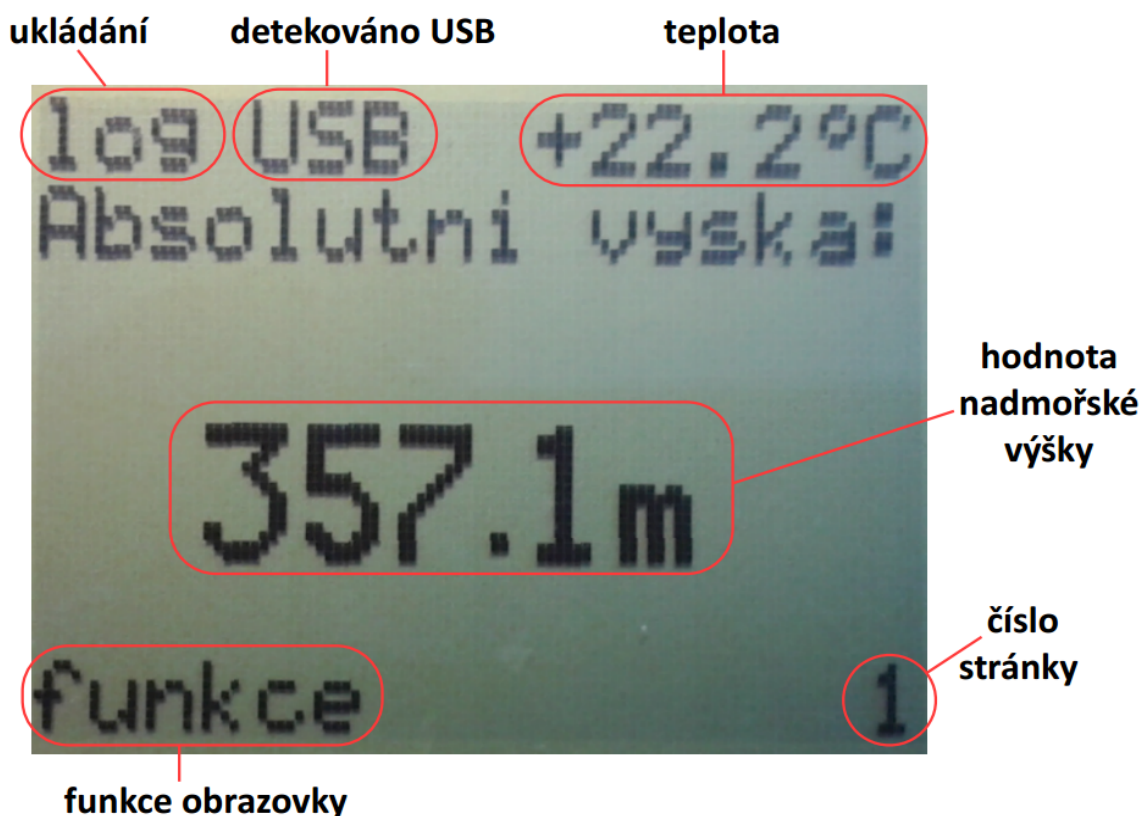 ukládání detekováno USB teplota
log USB +22.2°C
Absolutni vyska:
357.1m
hodnota
nadmořské
výšky
číslo
stránky
funkce 1
funkce obrazovky